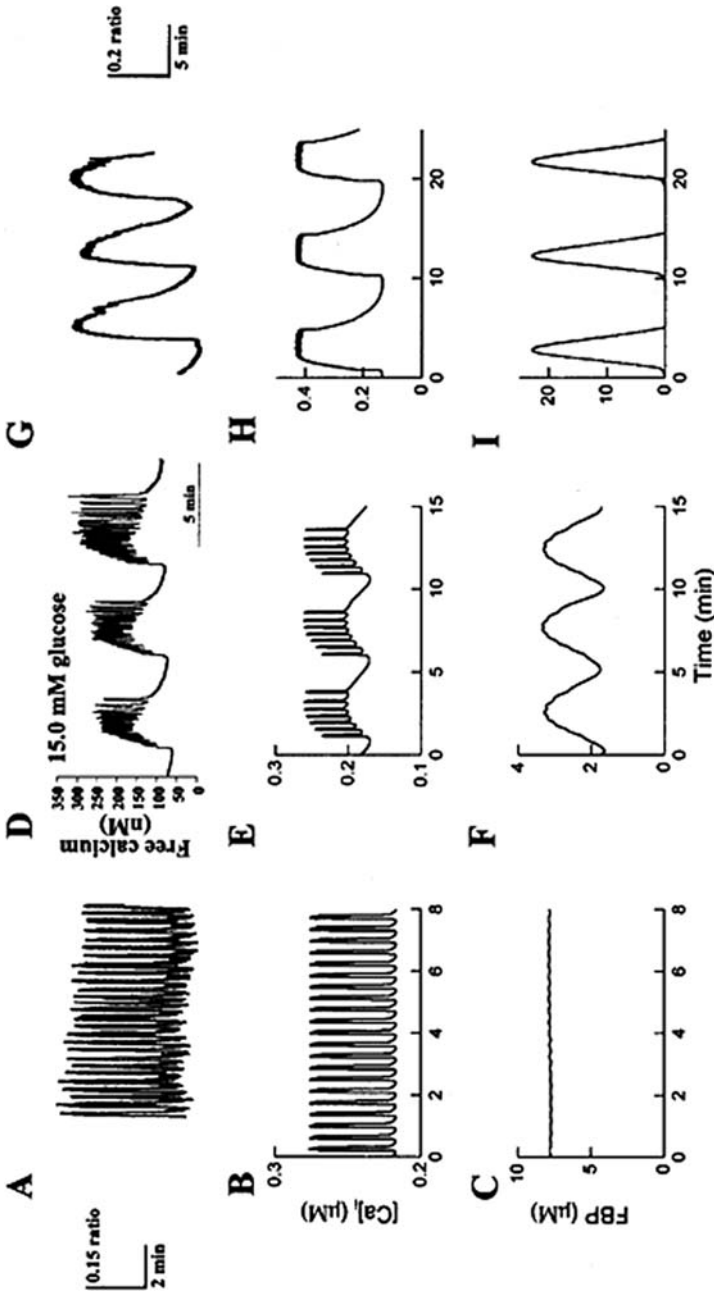 A
0.15 ratio
2 min
D
15.0 mM glucose
Free calcium
(nM)
350
300
250
200
150
100
50
0
5 min
G
0.2 ratio
5 min
B
[Ca]i (μM)
0.3
0.2
0 2 4 6 8
E
0.3
0.2
0.1
0 5 10 15
H
0.4
0.2
0
0 10 20
C
FBP (μM)
10
5
0
0 2 4 6 8
F
4
2
0
0 5 10 15
Time (min)
I
20
10
0
0 10 20